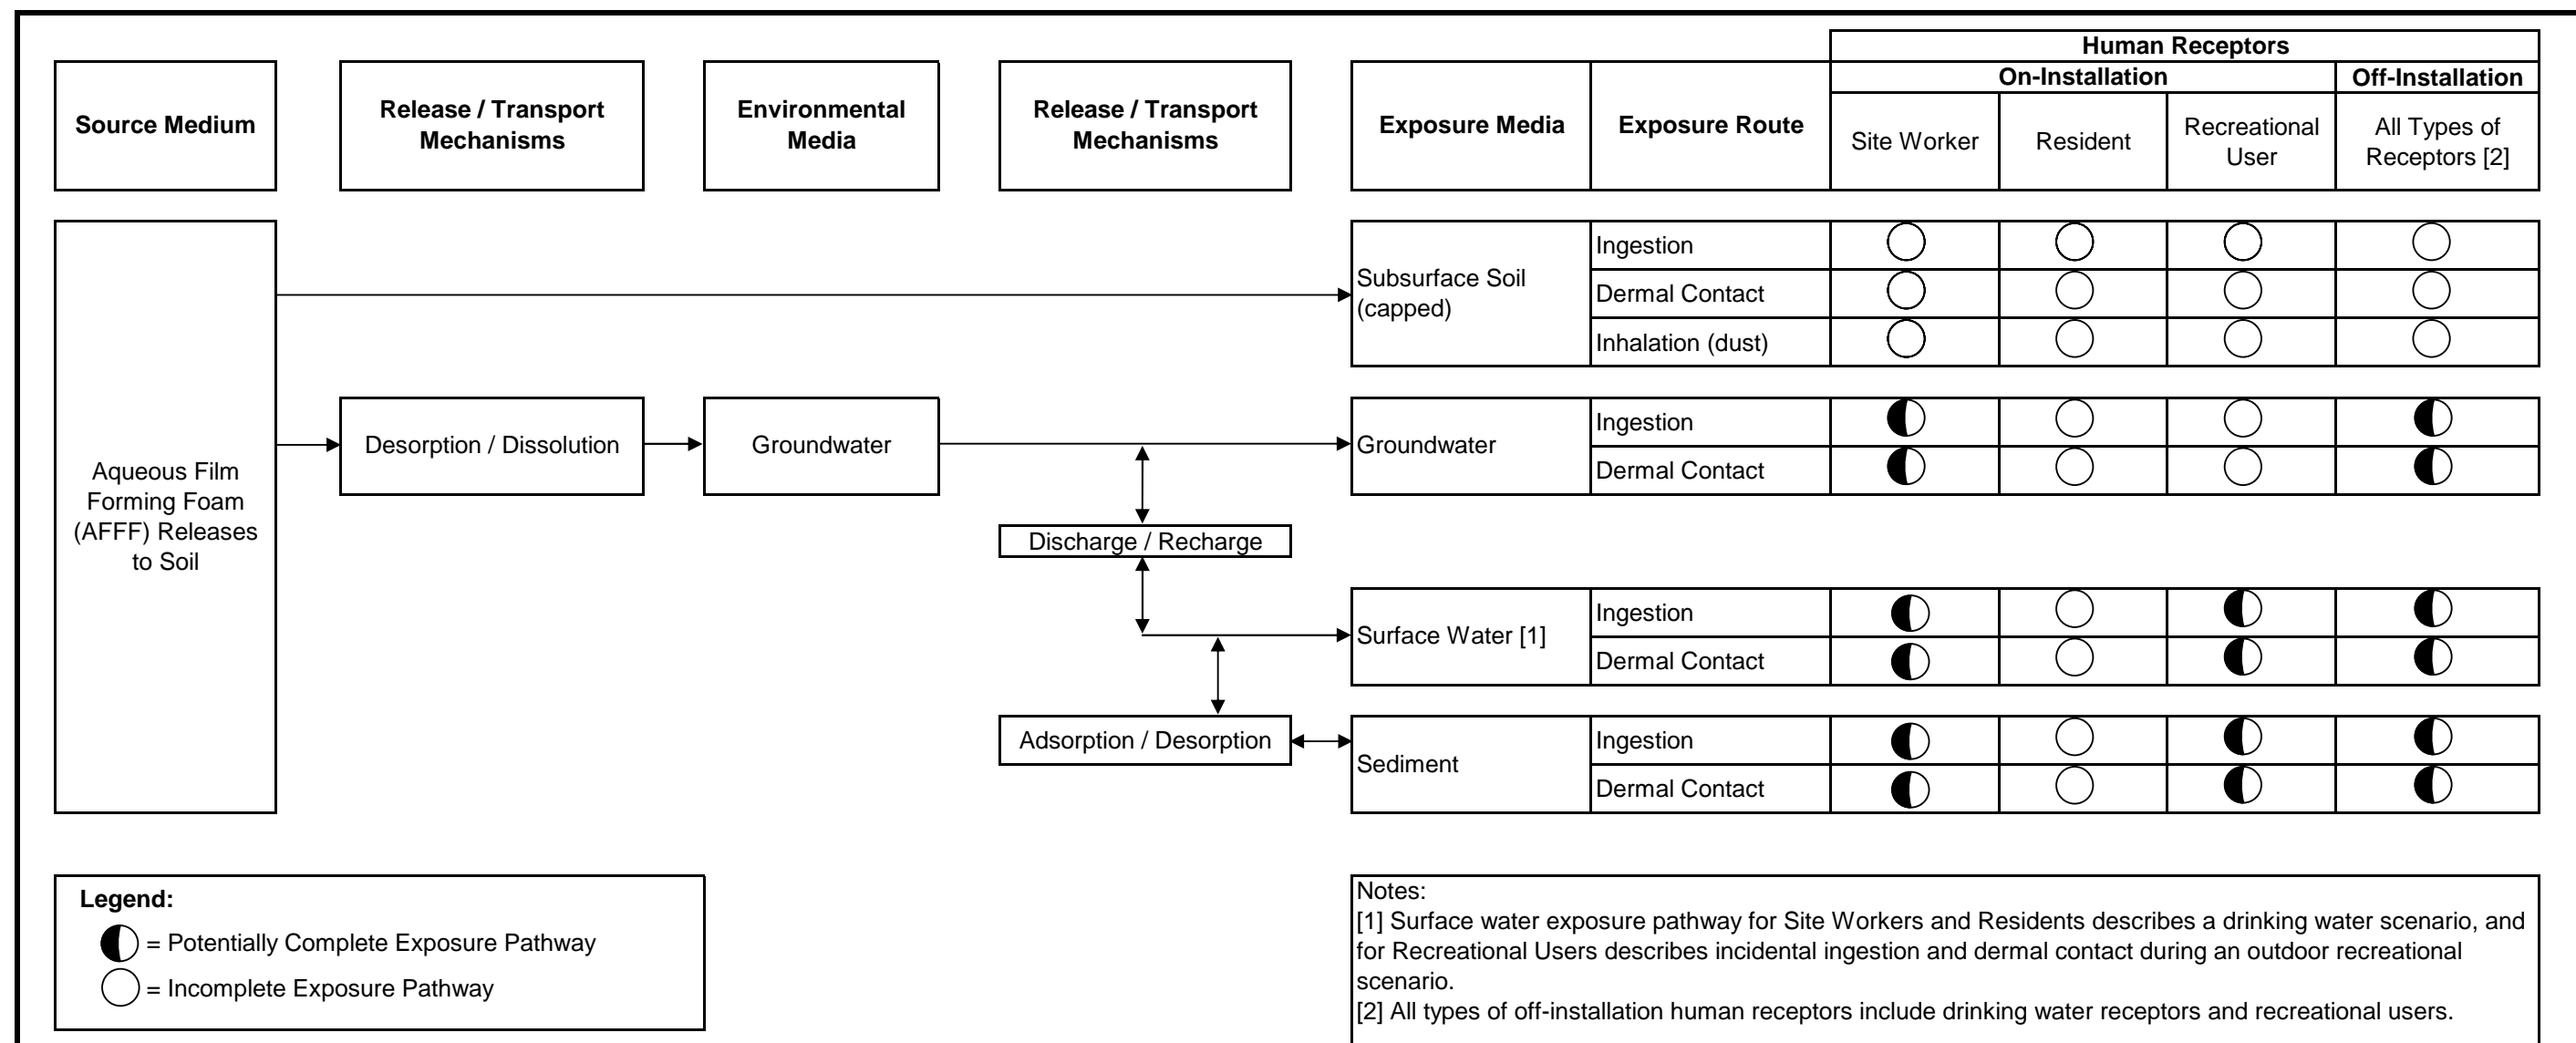 Human Receptors
On-Installation
Off-Installation
Source Medium
Release / Transport
Mechanisms
Environmental
Media
Release / Transport
Mechanisms
Exposure Media
Exposure Route
Site Worker
Resident
Recreational
User
All Types of
Receptors [2]
Aqueous Film
Forming Foam
(AFFF) Releases
to Soil
Subsurface Soil
(capped)
Ingestion
Dermal Contact
Inhalation (dust)
Desorption / Dissolution
Groundwater
Groundwater
Ingestion
Dermal Contact
Discharge / Recharge
Surface Water [1]
Ingestion
Dermal Contact
Adsorption / Desorption
Sediment
Ingestion
Dermal Contact
Legend:
= Potentially Complete Exposure Pathway
= Incomplete Exposure Pathway
Notes:
[1] Surface water exposure pathway for Site Workers and Residents describes a drinking water scenario, and
for Recreational Users describes incidental ingestion and dermal contact during an outdoor recreational
scenario.
[2] All types of off-installation human receptors include drinking water receptors and recreational users.